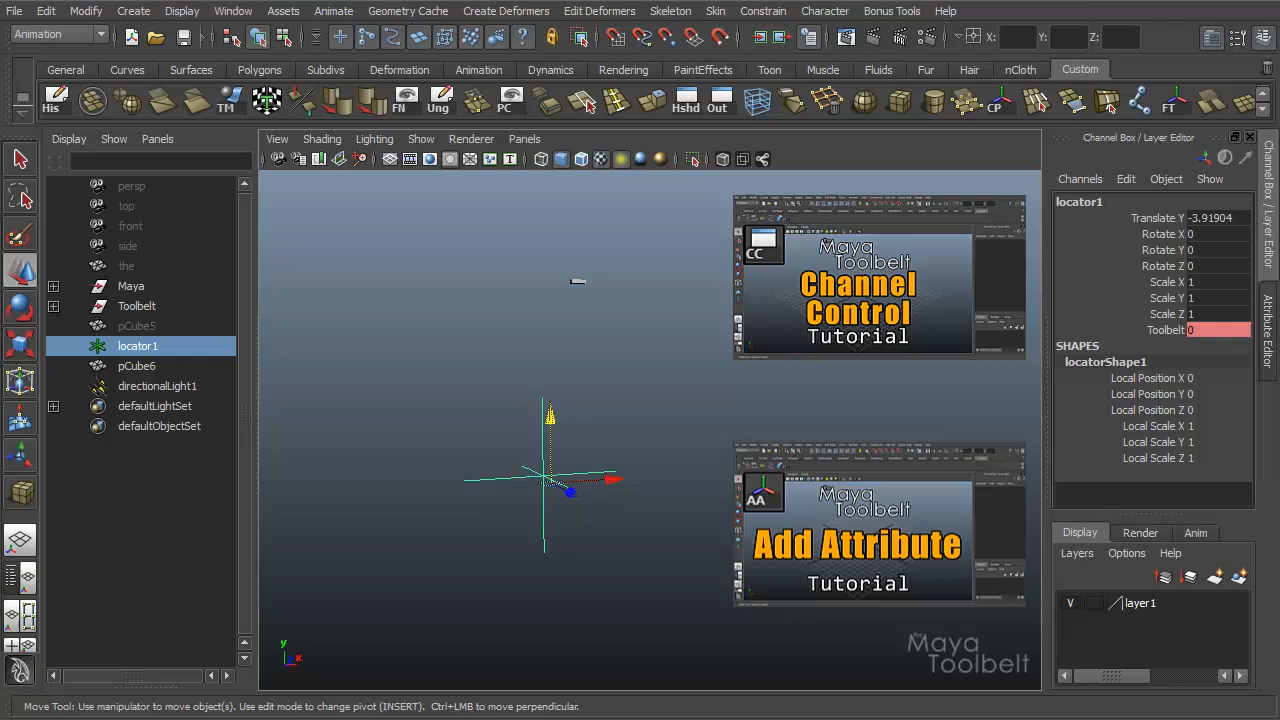 File Edit Modify Create Display Window Assets Animate Geometry Cache Create Deformers Edit Deformers Skeleton Skin Constrain Character Bonus Tools Help
Animation X: Y: Z:
General Curves Surfaces Polygons Subdivs Deformation Animation Dynamics Rendering PaintEffects Toon Muscle Fluids Fur Hair nCloth Custom
His TM FN Ung PC Hshd Out CP FT
Display Show Panels
View Shading Lighting Show Renderer Panels
Channel Box / Layer Editor
Channels Edit Object Show
persp
top
front
side
the
Maya
Toolbelt
pCube5
locator1
pCube6
directionalLight1
defaultLightSet
defaultObjectSet
CC
Maya
Toolbelt
Channel
Control
Tutorial
AA
Maya
Toolbelt
Add Attribute
Tutorial
the Maya
Toolbelt
y
z x
locator1
Translate Y -3.91904
Rotate X 0
Rotate Y 0
Rotate Z 0
Scale X 1
Scale Y 1
Scale Z 1
Toolbelt 0
SHAPES
locatorShape1
Local Position X 0
Local Position Y 0
Local Position Z 0
Local Scale X 1
Local Scale Y 1
Local Scale Z 1
Display Render Anim
Layers Options Help
V layer1
Channel Box / Layer Editor
Attribute Editor
Move Tool: Use manipulator to move object(s). Use edit mode to change pivot (INSERT). Ctrl+LMB to move perpendicular.